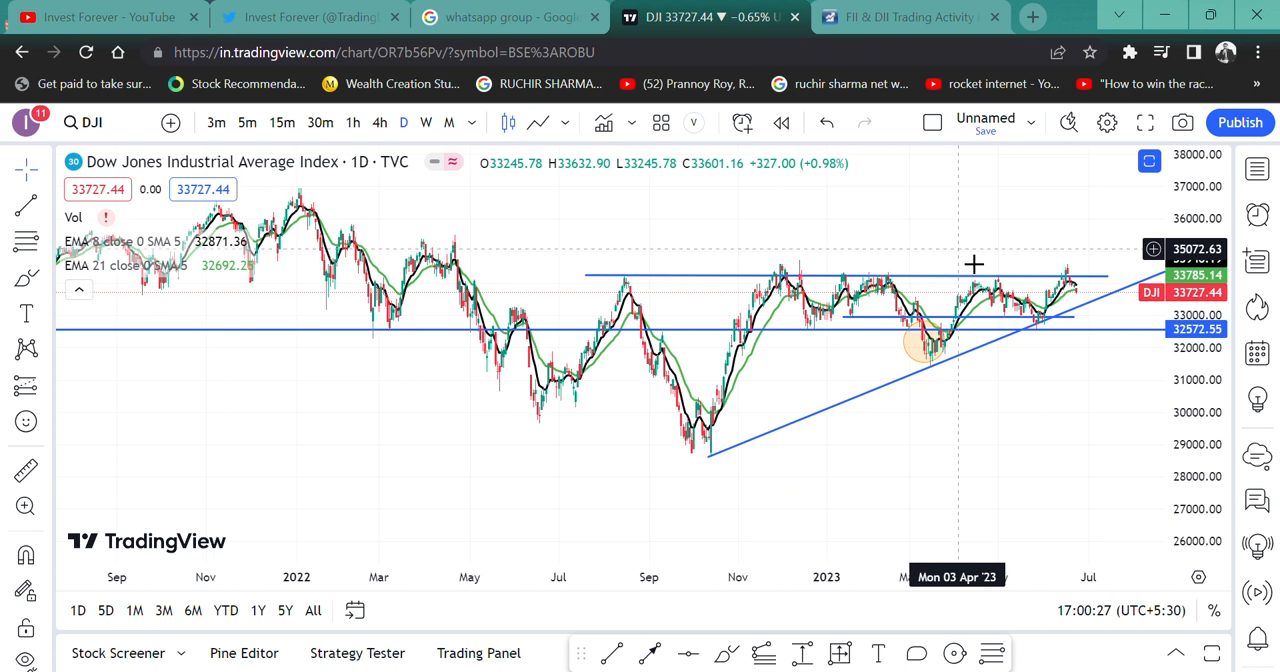 Invest Forever - YouTube
Invest Forever (@Trading
whatsapp group - Google
DJI 33727.44 ▼ −0.65% U
FII & DII Trading Activity
https://in.tradingview.com/chart/OR7b56Pv/?symbol=BSE%3AROBU
Get paid to take sur...
Stock Recommenda...
Wealth Creation Stu...
RUCHIR SHARMA...
(52) Prannoy Roy, R...
ruchir sharma net w...
rocket internet - Yo...
"How to win the rac...
»
I 11
DJI
3m 5m 15m 30m 1h 4h D W M
V
Unnamed
Save
Publish
30 Dow Jones Industrial Average Index · 1D · TVC
O33245.78 H33632.90 L33245.78 C33601.16 +327.00 (+0.98%)
33727.44 0.00 33727.44
Vol
EMA 8 close 0 SMA 5 32871.36
EMA 21 close 0 SMA 5
38000.00
37000.00
36000.00
35072.63
33785.14
DJI 33727.44
33000.00
32572.55
32000.00
31000.00
30000.00
29000.00
28000.00
27000.00
26000.00
TradingView
Sep Nov 2022 Mar May Jul Sep Nov 2023 Mon 03 Apr '23 Jul
1D 5D 1M 3M 6M YTD 1Y 5Y All
17:00:27 (UTC+5:30) %
Stock Screener Pine Editor Strategy Tester Trading Panel